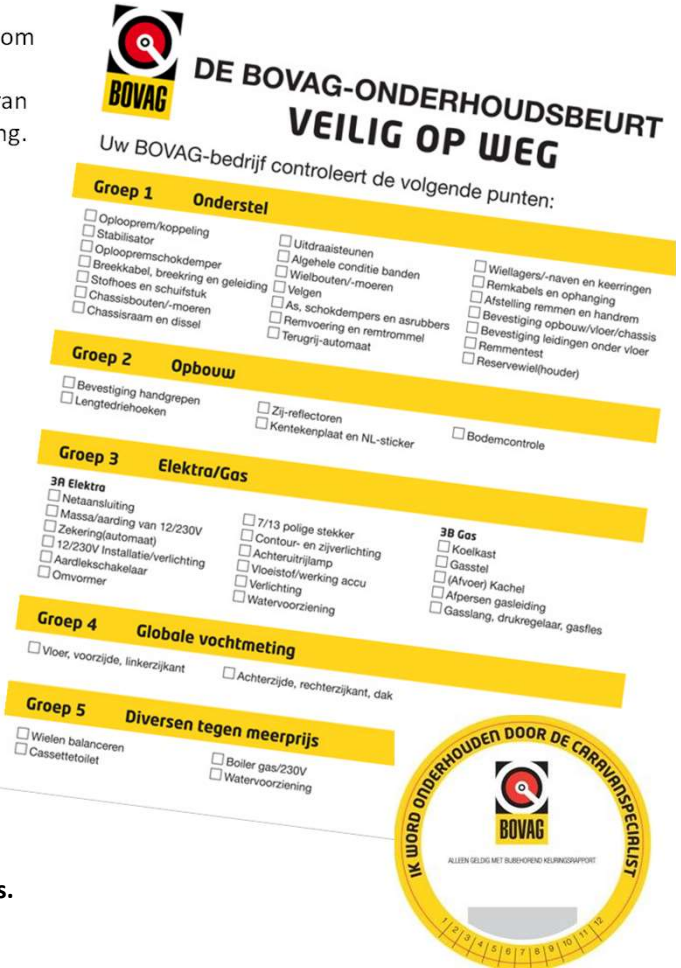 om
ng.
BOVAG
DE BOVAG-ONDERHOUDSBEURT
VEILIG OP WEG
Uw BOVAG-bedrijf controleert de volgende punten:
Groep 1 Onderstel
Oplooprem/koppeling
Stabilisator
Oploopremschokdemper
Breekkabel, breekring en geleiding
Stofhoes en schuifstuk
Chassisbouten/-moeren
Chassisraam en dissel
Uitdraaisteunen
Algehele conditie banden
Wielbouten/-moeren
Velgen
As, schokdempers en asrubbers
Remvoering en remtrommel
Terugrij-automaat
Wiellagers/-naven en keerringen
Remkabels en ophanging
Afstelling remmen en handrem
Bevestiging opbouw/vloer/chassis
Bevestiging leidingen onder vloer
Remmentest
Reservewiel(houder)
Groep 2 Opbouw
Bevestiging handgrepen
Lengtedriehoeken
Zij-reflectoren
Kentekenplaat en NL-sticker
Bodemcontrole
Groep 3 Elektra/Gas
3A Elektra
Netaansluiting
Massa/aarding van 12/230V
Zekering(automaat)
12/230V Installatie/verlichting
Aardlekschakelaar
Omvormer
7/13 polige stekker
Contour- en zijverlichting
Achteruitrijlamp
Vloeistof/werking accu
Verlichting
Watervoorziening
3B Gas
Koelkast
Gasstel
(Afvoer) Kachel
Afpersen gasleiding
Gasslang, drukregelaar, gasfles
Groep 4 Globale vochtmeting
Vloer, voorzijde, linkerzijkant
Achterzijde, rechterzijkant, dak
Groep 5 Diversen tegen meerprijs
Wielen balanceren
Cassettetoilet
Boiler gas/230V
Watervoorziening
IK WORD ONDERHOUDEN DOOR DE CARAVANSPECIALIST
BOVAG
ALLEEN GELDIG MET BIJBEHOREND KEURINGSRAPPORT
1 2 3 4 5 6 7 8 9 10 11 12
s.